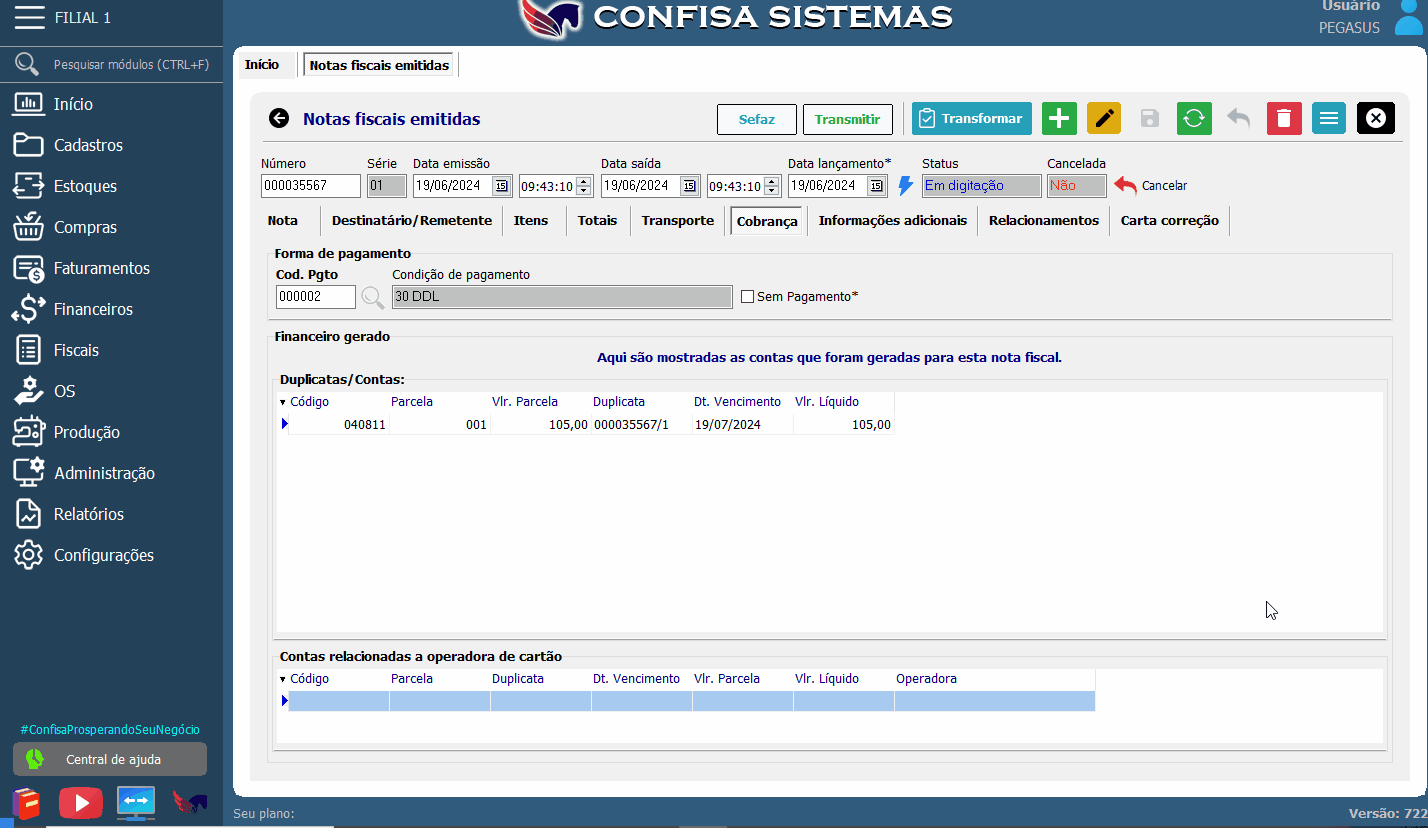 FILIAL 1
CONFISA SISTEMAS
Usuário
PEGASUS
Pesquisar módulos (CTRL+F)
Início
Cadastros
Estoques
Compras
Faturamentos
Financeiros
Fiscais
OS
Produção
Administração
Relatórios
Configurações
#ConfisaProsperandoSeuNegócio
Central de ajuda
Início Notas fiscais emitidas
Notas fiscais emitidas Sefaz Transmitir Transformar
Número Série Data emissão Data saída Data lançamento* Status Cancelada
000035567 01 19/06/2024 15 09:43:10 19/06/2024 15 09:43:10 19/06/2024 15 Em digitação Não Cancelar
Nota Destinatário/Remetente Itens Totais Transporte Cobrança Informações adicionais Relacionamentos Carta correção
Forma de pagamento
Cod. Pgto Condição de pagamento
000002 30 DDL Sem Pagamento*
Financeiro gerado
Aqui são mostradas as contas que foram geradas para esta nota fiscal.
Duplicatas/Contas:
Código Parcela Vlr. Parcela Duplicata Dt. Vencimento Vlr. Líquido
040811 001 105,00 000035567/1 19/07/2024 105,00
Contas relacionadas a operadora de cartão
Código Parcela Duplicata Dt. Vencimento Vlr. Parcela Vlr. Líquido Operadora
Seu plano:
Versão: 722